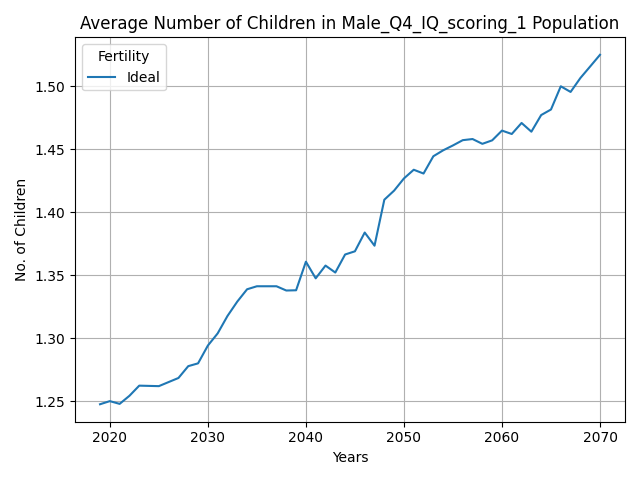 Average Number of Children in Male_Q4_IQ_scoring_1 Population
Fertility
Ideal
No. of Children
1.50
1.45
1.40
1.35
1.30
1.25
2020 2030 2040 2050 2060 2070
Years